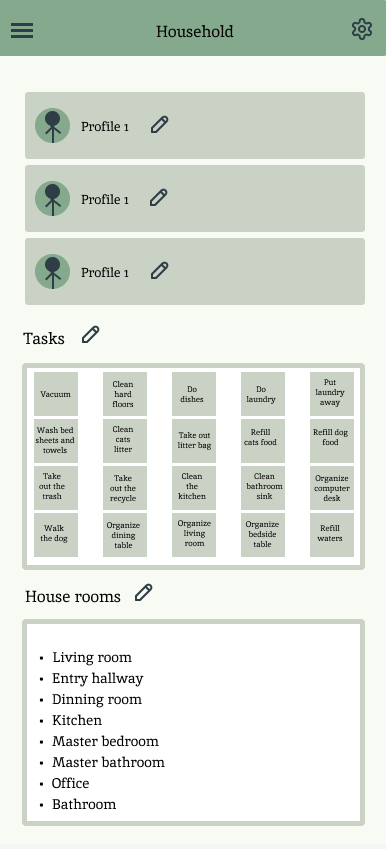 Household
Profile 1
Profile 1
Profile 1
Tasks
Vacuum
Clean
hard
floors
Do
dishes
Do
laundry
Put
laundry
away
Wash bed
sheets and
towels
Clean
cats
litter
Take out
litter bag
Refill
cats food
Refill dog
food
Take
out the
trash
Take
out the
recycle
Clean
the
kitchen
Clean
bathroom
sink
Organize
computer
desk
Walk
the dog
Organize
dining
table
Organize
living
room
Organize
bedside
table
Refill
waters
House rooms
• Living room
• Entry hallway
• Dinning room
• Kitchen
• Master bedroom
• Master bathroom
• Office
• Bathroom